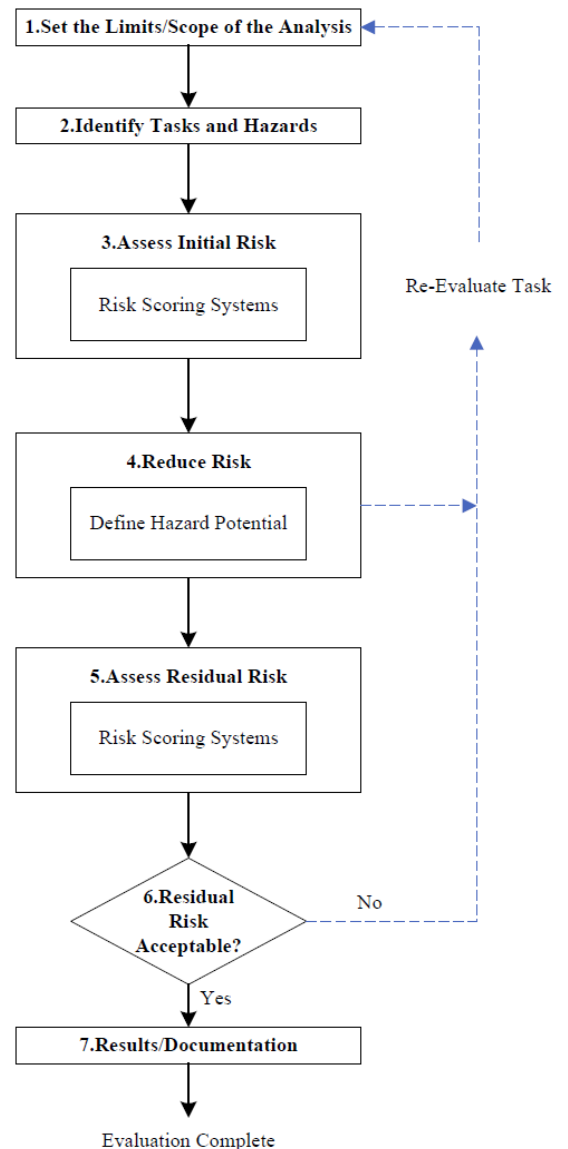 1.Set the Limits/Scope of the Analysis
2.Identify Tasks and Hazards
3.Assess Initial Risk
Risk Scoring Systems
Re-Evaluate Task
4.Reduce Risk
Define Hazard Potential
5.Assess Residual Risk
Risk Scoring Systems
6.Residual
Risk
Acceptable?
No
Yes
7.Results/Documentation
Evaluation Complete